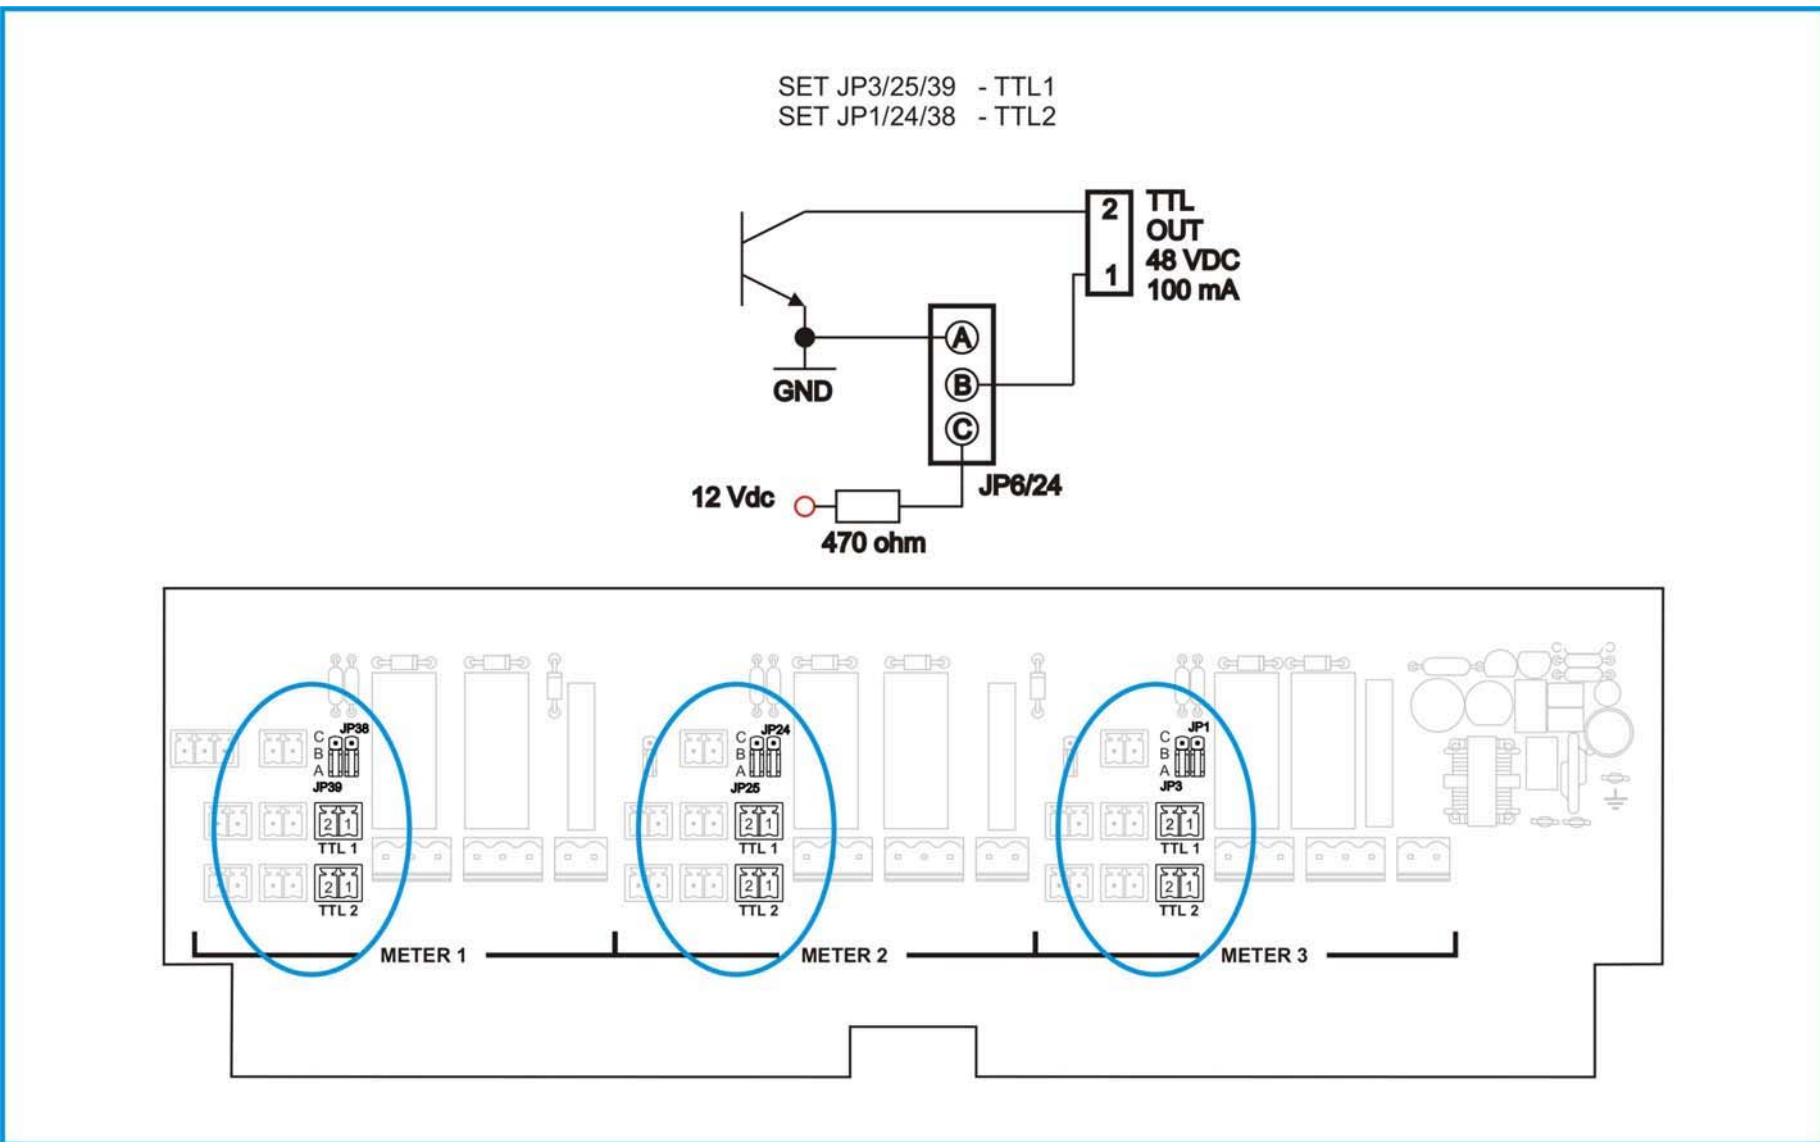 SET JP3/25/39 - TTL1
SET JP1/24/38 - TTL2
2 TTL
OUT
48 VDC
1 100 mA
A
B
C
GND
JP6/24
12 Vdc
470 ohm
C JP38
B
A
JP39
2 1
TTL 1
2 1
TTL 2
METER 1
C JP24
B
A
JP25
2 1
TTL 1
2 1
TTL 2
METER 2
C JP1
B
A
JP3
2 1
TTL 1
2 1
TTL 2
METER 3